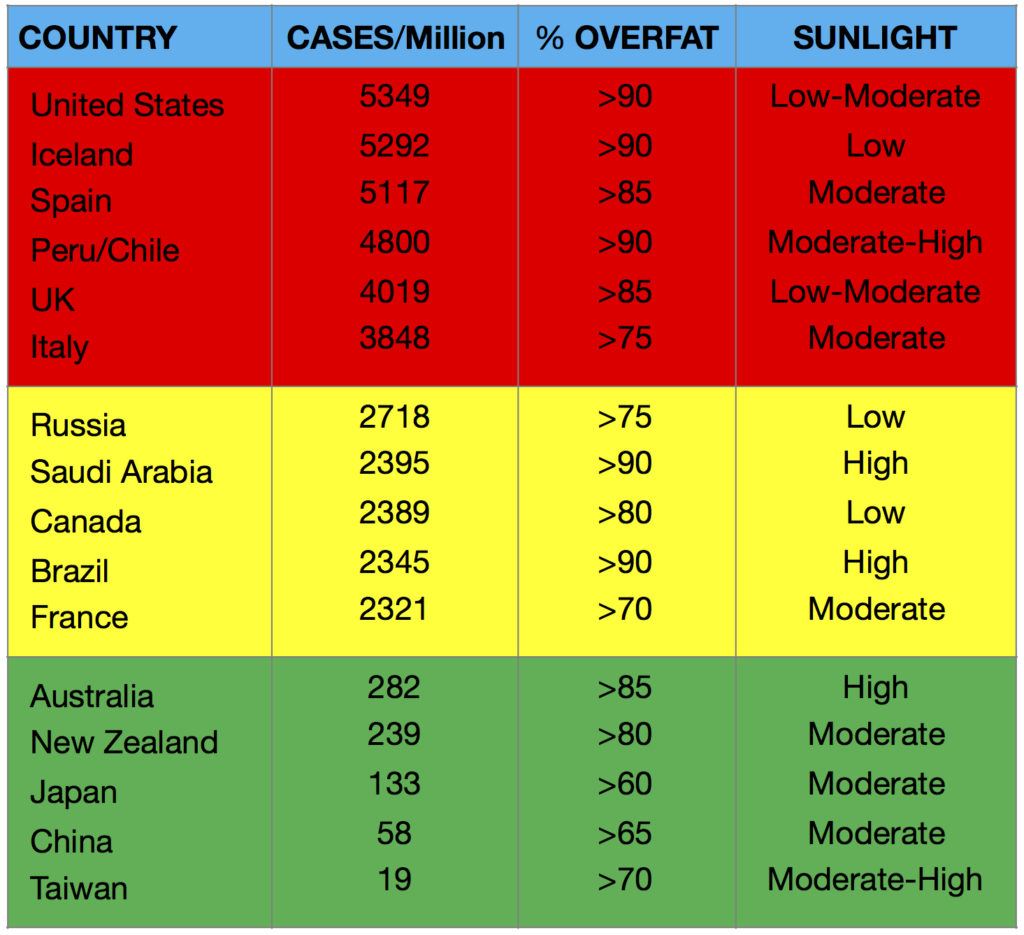 COUNTRY CASES/Million % OVERFAT SUNLIGHT
United States 5349 >90 Low-Moderate
Iceland 5292 >90 Low
Spain 5117 >85 Moderate
Peru/Chile 4800 >90 Moderate-High
UK 4019 >85 Low-Moderate
Italy 3848 >75 Moderate
Russia 2718 >75 Low
Saudi Arabia 2395 >90 High
Canada 2389 >80 Low
Brazil 2345 >90 High
France 2321 >70 Moderate
Australia 282 >85 High
New Zealand 239 >80 Moderate
Japan 133 >60 Moderate
China 58 >65 Moderate
Taiwan 19 >70 Moderate-High